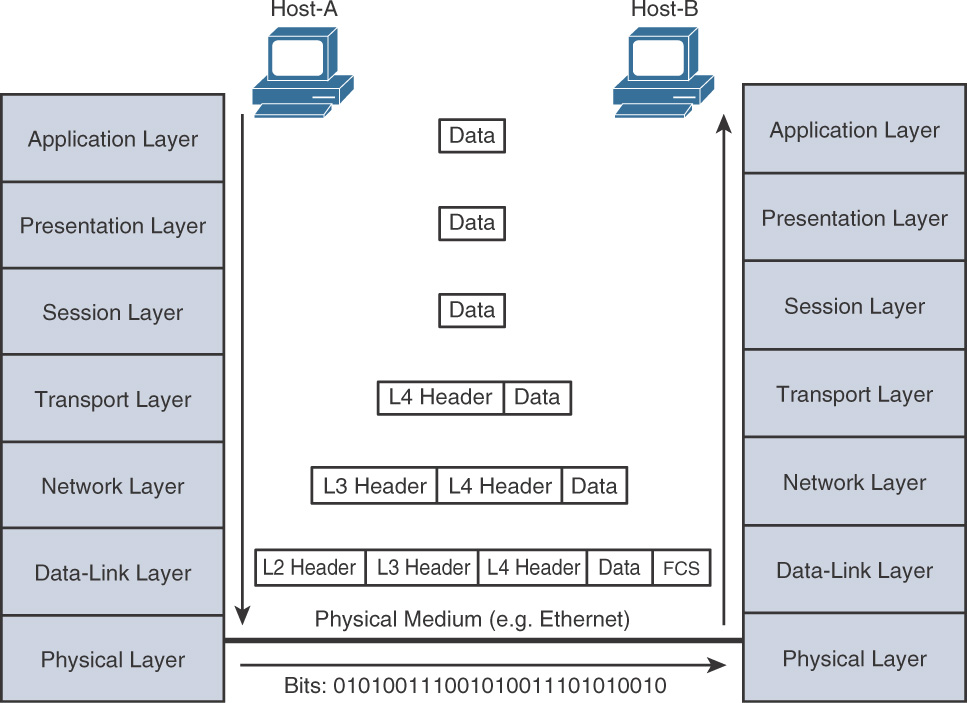 Host-A
Host-B
Application Layer
Data
Application Layer
Presentation Layer
Data
Presentation Layer
Session Layer
Data
Session Layer
Transport Layer
L4 Header Data
Transport Layer
Network Layer
L3 Header L4 Header Data
Network Layer
Data-Link Layer
L2 Header L3 Header L4 Header Data FCS
Data-Link Layer
Physical Medium (e.g. Ethernet)
Physical Layer
Physical Layer
Bits: 010100111001010011101010010